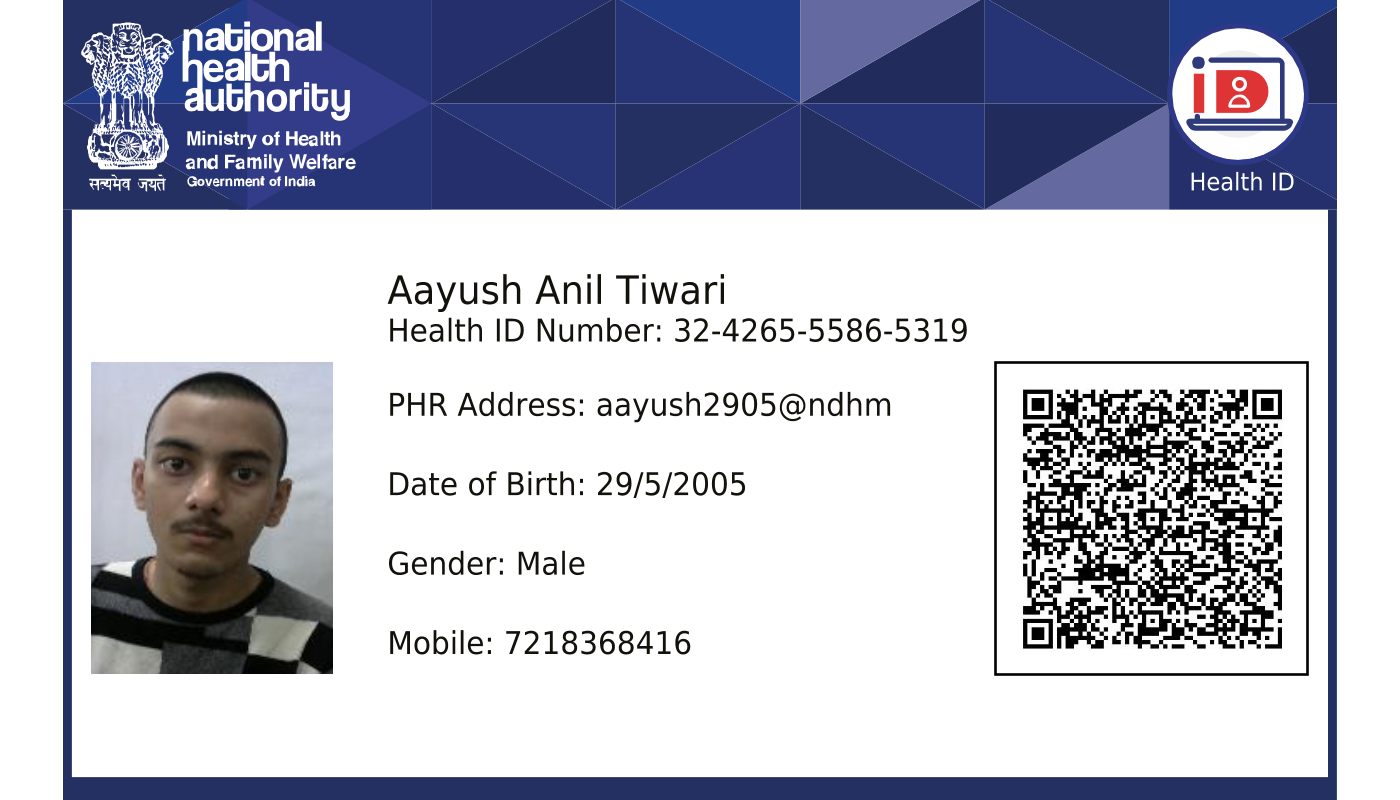 national
health
authority
Ministry of Health
and Family Welfare
Government of India
सत्यमेव जयते
iD
Health ID
Aayush Anil Tiwari
Health ID Number: 32-4265-5586-5319
PHR Address: aayush2905@ndhm
Date of Birth: 29/5/2005
Gender: Male
Mobile: 7218368416